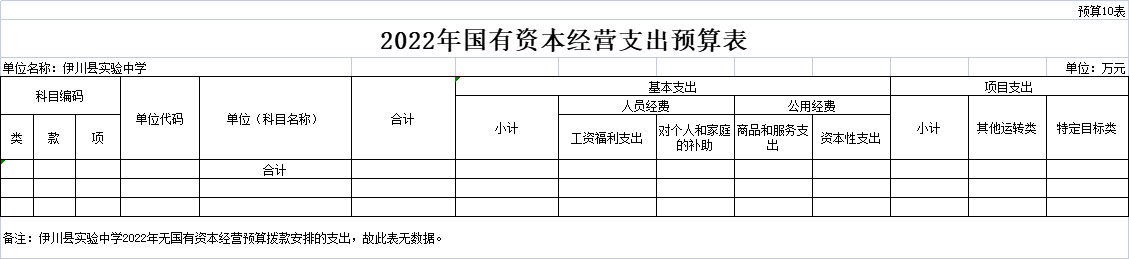 预算10表
2022年国有资本经营支出预算表
单位名称：伊川县实验中学 单位：万元
科目编码 单位代码 单位（科目名称） 合计 基本支出 项目支出
小计 人员经费 公用经费 小计 其他运转类 特定目标类
类 款 项 工资福利支出 对个人和家庭 商品和服务支 资本性支出
的补助 出
合计
备注：伊川县实验中学2022年无国有资本经营预算拨款安排的支出，故此表无数据。